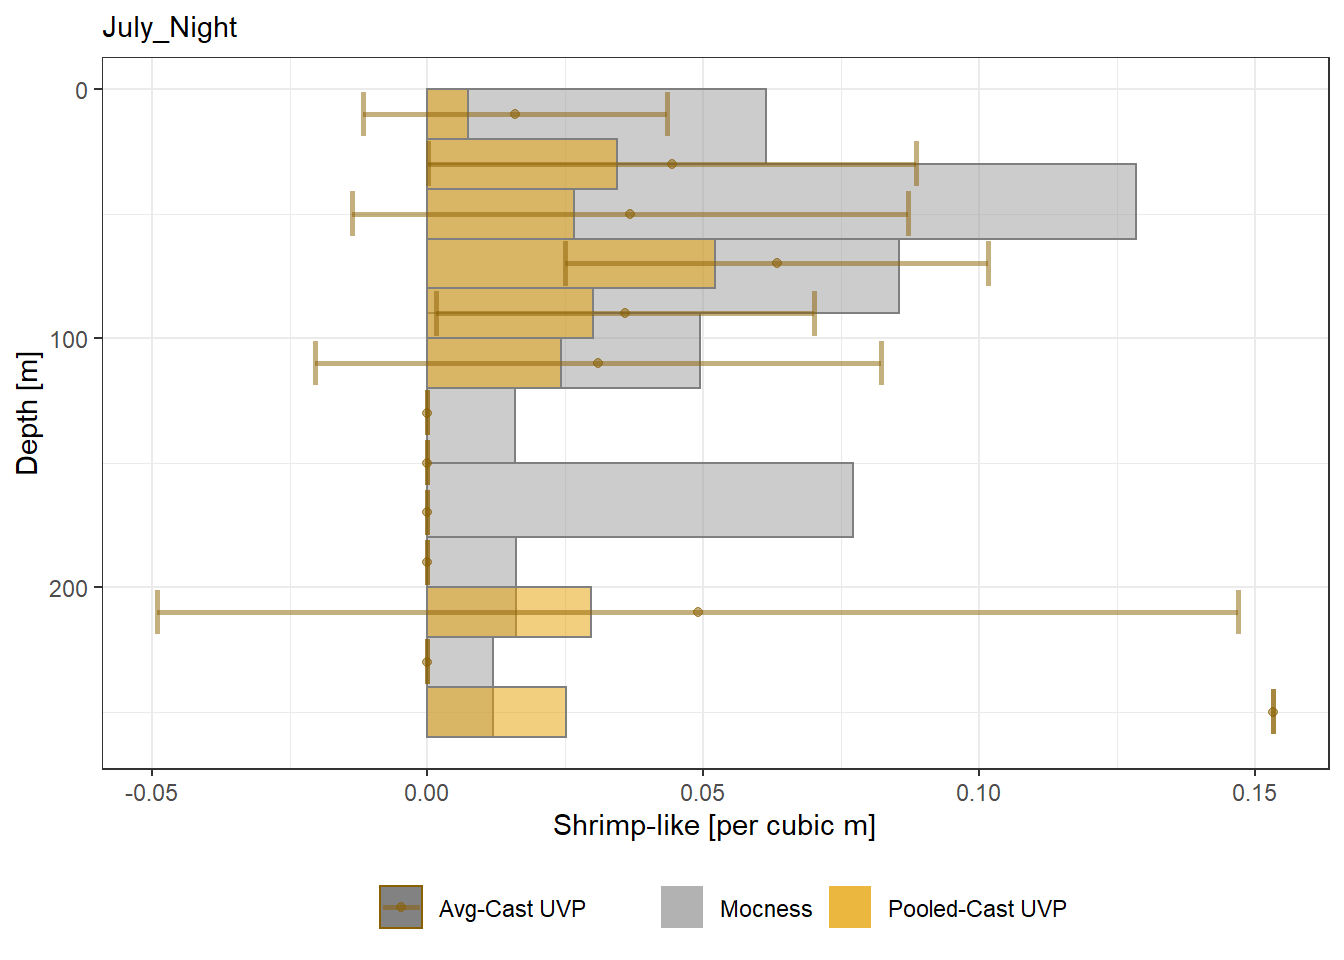 July_Night
0
100
200
Depth [m]
-0.05
0.00
0.05
0.10
0.15
Shrimp-like [per cubic m]
Avg-Cast UVP
Mocness
Pooled-Cast UVP